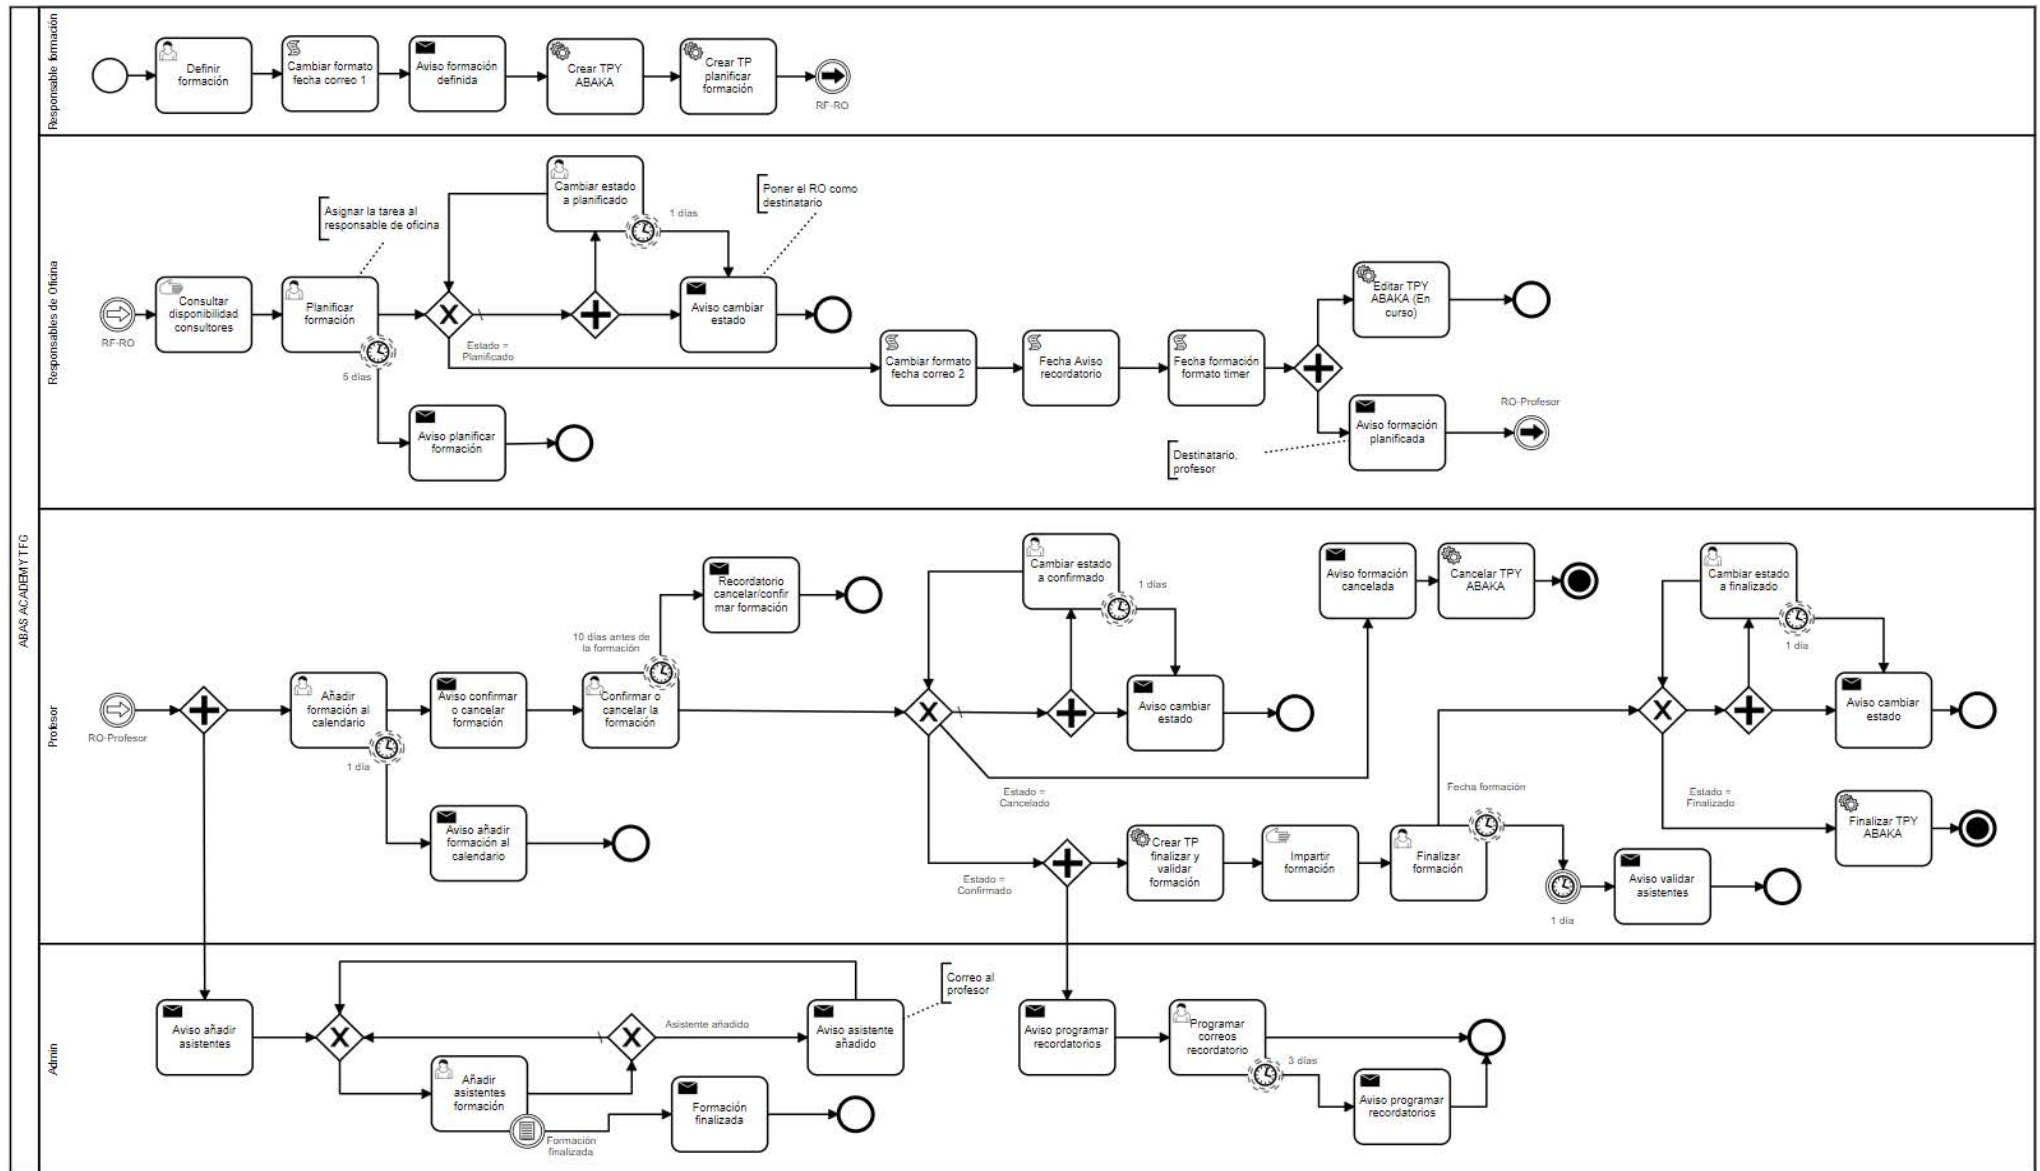 ABAS ACADEMY TFG
Responsable formación
Definir
formación
Cambiar formato
fecha correo 1
Aviso formación
definida
Crear TPY
ABAKA
Crear TP
planificar
formación
RF-RO
Responsables de Oficina
RF-RO
Consultar
disponibilidad
consultores
Asignar la tarea al
responsable de oficina
Planificar
formación
5 días
Aviso planificar
formación
Estado =
Planificado
Cambiar estado
a planificado
1 días
Poner el RO como
destinatario
Aviso cambiar
estado
Cambiar formato
fecha correo 2
Fecha Aviso
recordatorio
Fecha formación
formato timer
Editar TPY
ABAKA (En
curso)
Aviso formación
planificada
RO-Profesor
Destinatario,
profesor
Profesor
RO-Profesor
Añadir
formación al
calendario
1 día
Aviso añadir
formación al
calendario
Aviso confirmar
o cancelar
formación
Confirmar o
cancelar la
formación
10 días antes de
la formación
Recordatorio
cancelar/confir
mar formación
Cambiar estado
a confirmado
1 días
Aviso cambiar
estado
Estado =
Cancelado
Aviso formación
cancelada
Cancelar TPY
ABAKA
Estado =
Confirmado
Crear TP
finalizar y
validar
formación
Impartir
formación
Finalizar
formación
Fecha formación
1 día
Aviso validar
asistentes
Cambiar estado
a finalizado
1 día
Aviso cambiar
estado
Estado =
Finalizado
Finalizar TPY
ABAKA
Admin
Aviso añadir
asistentes
Añadir
asistentes
formación
Formación
finalizada
Formación
finalizada
Asistente añadido
Aviso asistente
añadido
Correo al
profesor
Aviso programar
recordatorios
Programar
correos
recordatorio
3 días
Aviso programar
recordatorios